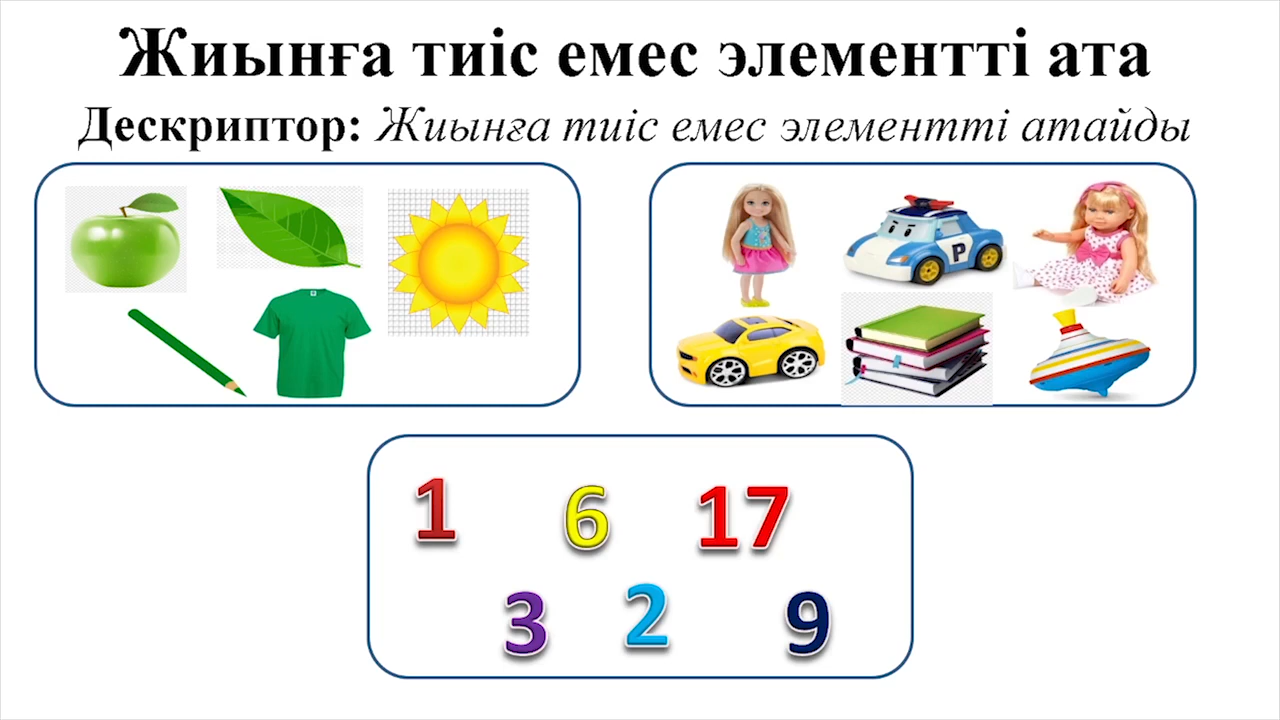 Жиынға тиіс емес элементті ата
Дескриптор: Жиынға тиіс емес элементті атайды
P
1 6 17
3 2 9